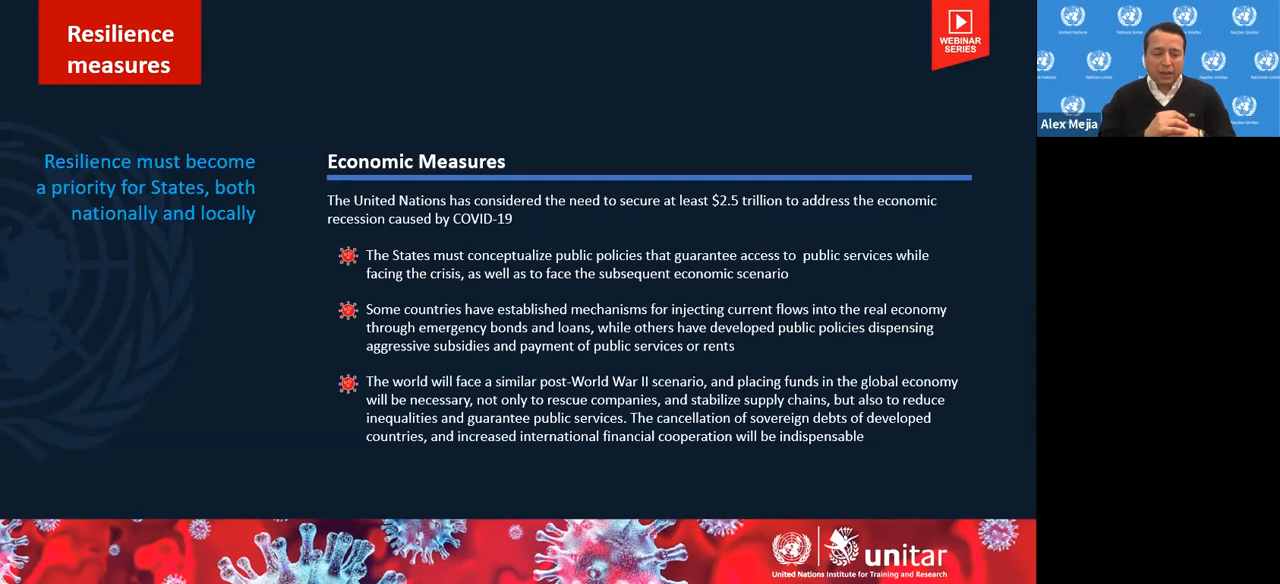 Resilience
measures
WEBINAR
SERIES
Resilience must become
a priority for States, both
nationally and locally
Economic Measures
The United Nations has considered the need to secure at least $2.5 trillion to address the economic
recession caused by COVID-19
The States must conceptualize public policies that guarantee access to public services while
facing the crisis, as well as to face the subsequent economic scenario
Some countries have established mechanisms for injecting current flows into the real economy
through emergency bonds and loans, while others have developed public policies dispensing
aggressive subsidies and payment of public services or rents
The world will face a similar post-World War II scenario, and placing funds in the global economy
will be necessary, not only to rescue companies, and stabilize supply chains, but also to reduce
inequalities and guarantee public services. The cancellation of sovereign debts of developed
countries, and increased international financial cooperation will be indispensable
unitar
United Nations Institute for Training and Research
Alex Mejia